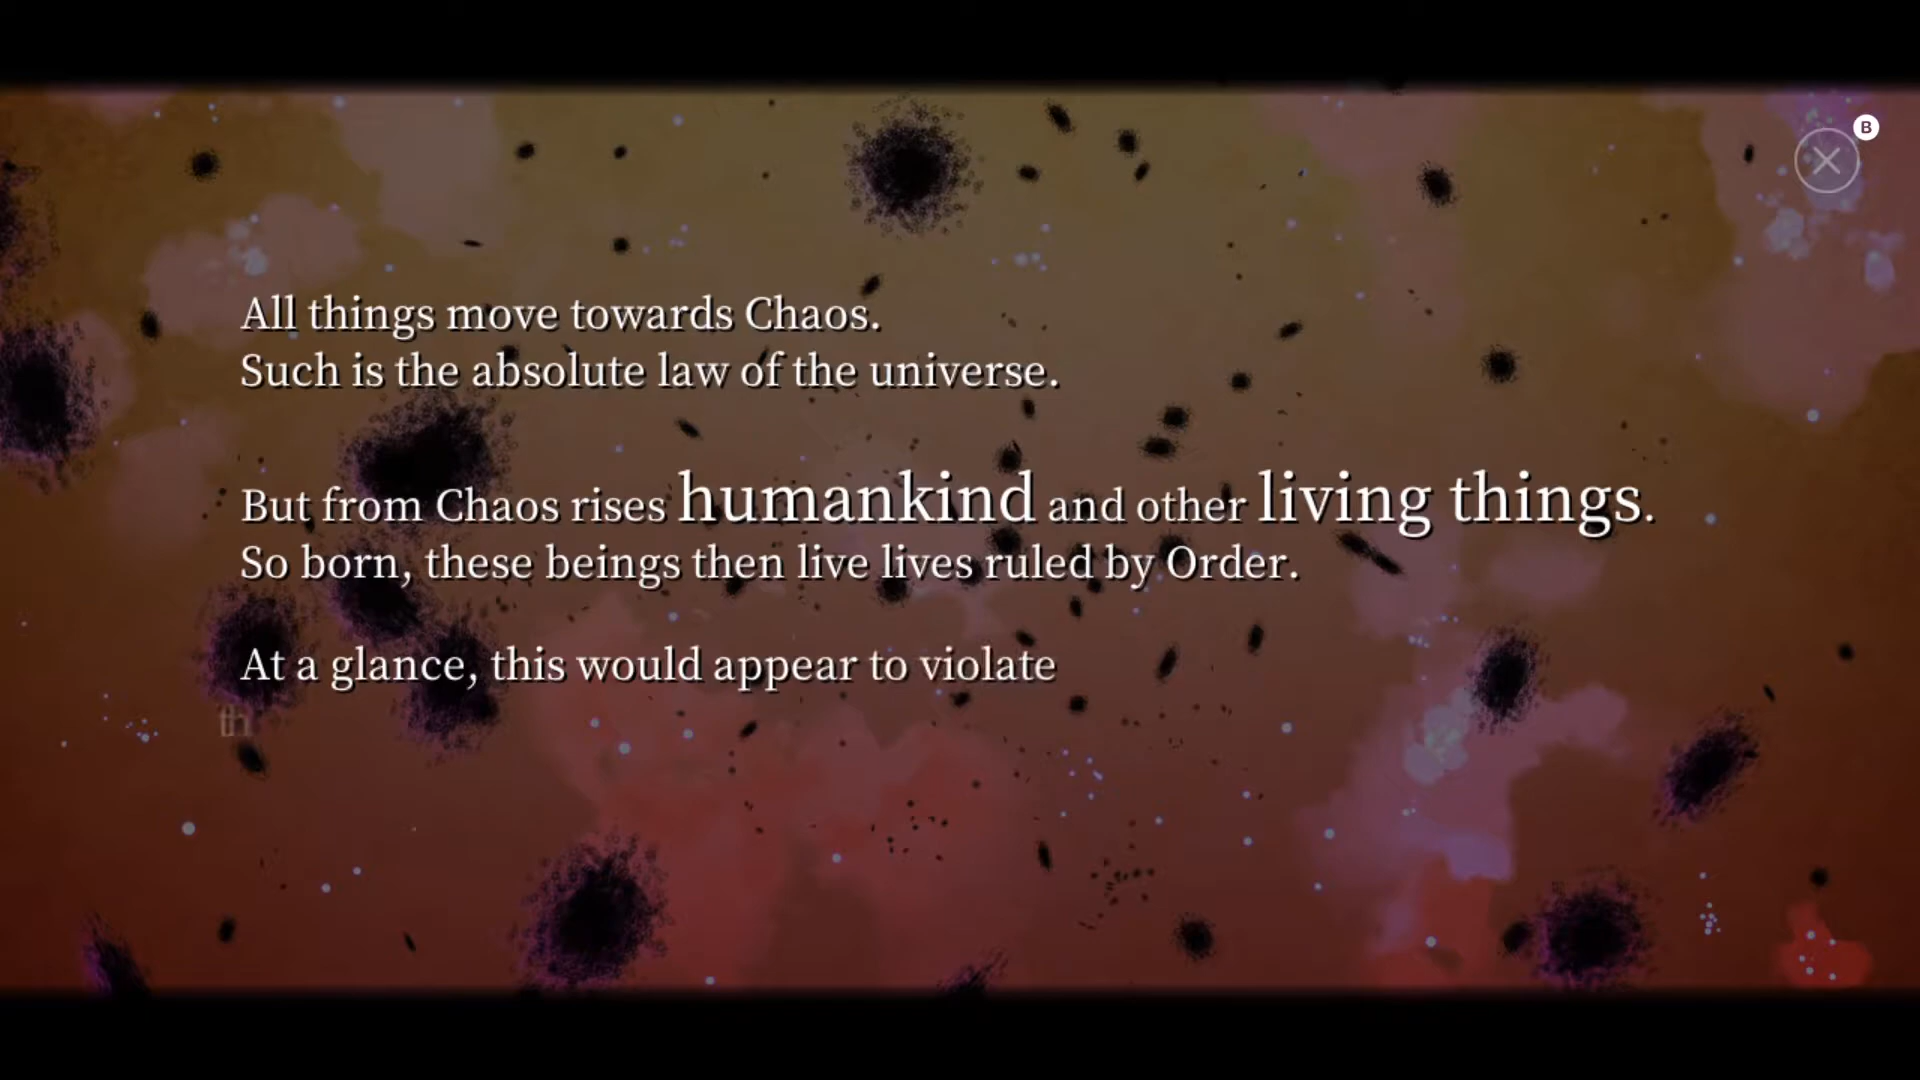 B
All things move towards Chaos.
Such is the absolute law of the universe.
But from Chaos rises humankind and other living things.
So born, these beings then live lives ruled by Order.
At a glance, this would appear to violate
th